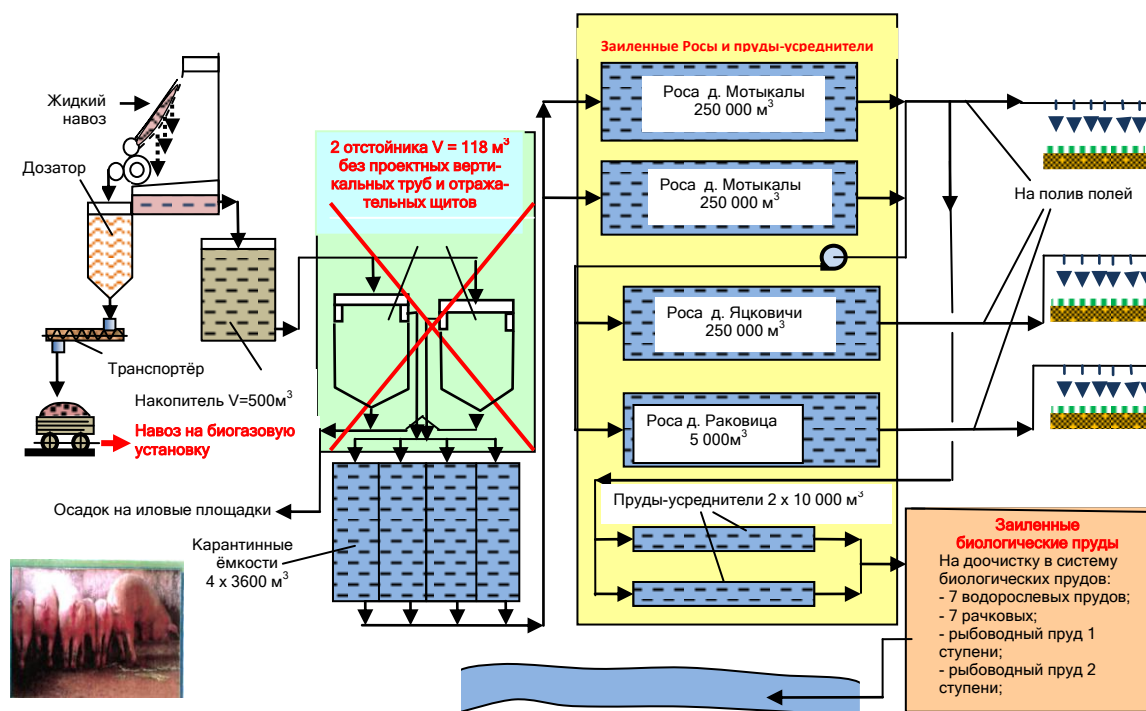 Жидкий
навоз
Дозатор
Транспортёр
Накопитель V=500м³
Навоз на биогазовую
установку
2 отстойника V = 118 м³
без проектных верти-
кальных труб и отража-
тельных щитов
Осадок на иловые площадки
Карантинные
ёмкости
4 х 3600 м³
Заиленные Росы и пруды-усреднители
Роса д. Мотыкалы
250 000 м³
Роса д. Мотыкалы
250 000 м³
Роса д. Яцковичи
250 000 м³
Роса д. Раковица
5 000м³
Пруды-усреднители 2 х 10 000 м³
На полив полей
Заиленные
биологические пруды
На доочистку в систему
биологических прудов:
- 7 водорослевых прудов;
- 7 рачковых;
- рыбоводный пруд 1
ступени;
- рыбоводный пруд 2
ступени;